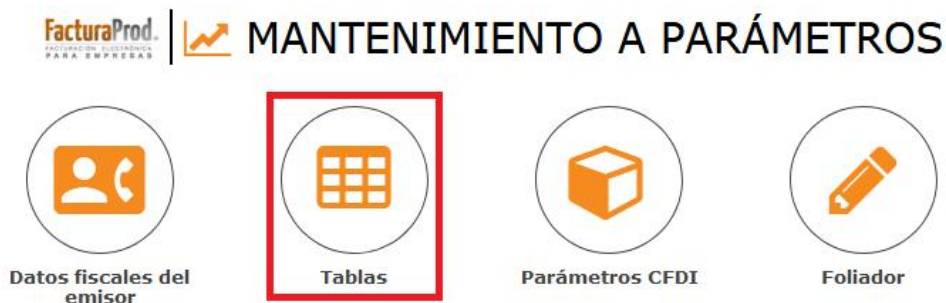 FacturaProd.
FACTURACIÓN ELECTRÓNICA
PARA EMPRESAS
MANTENIMIENTO A PARÁMETROS
Datos fiscales del
emisor
Tablas
Parámetros CFDI
Foliador